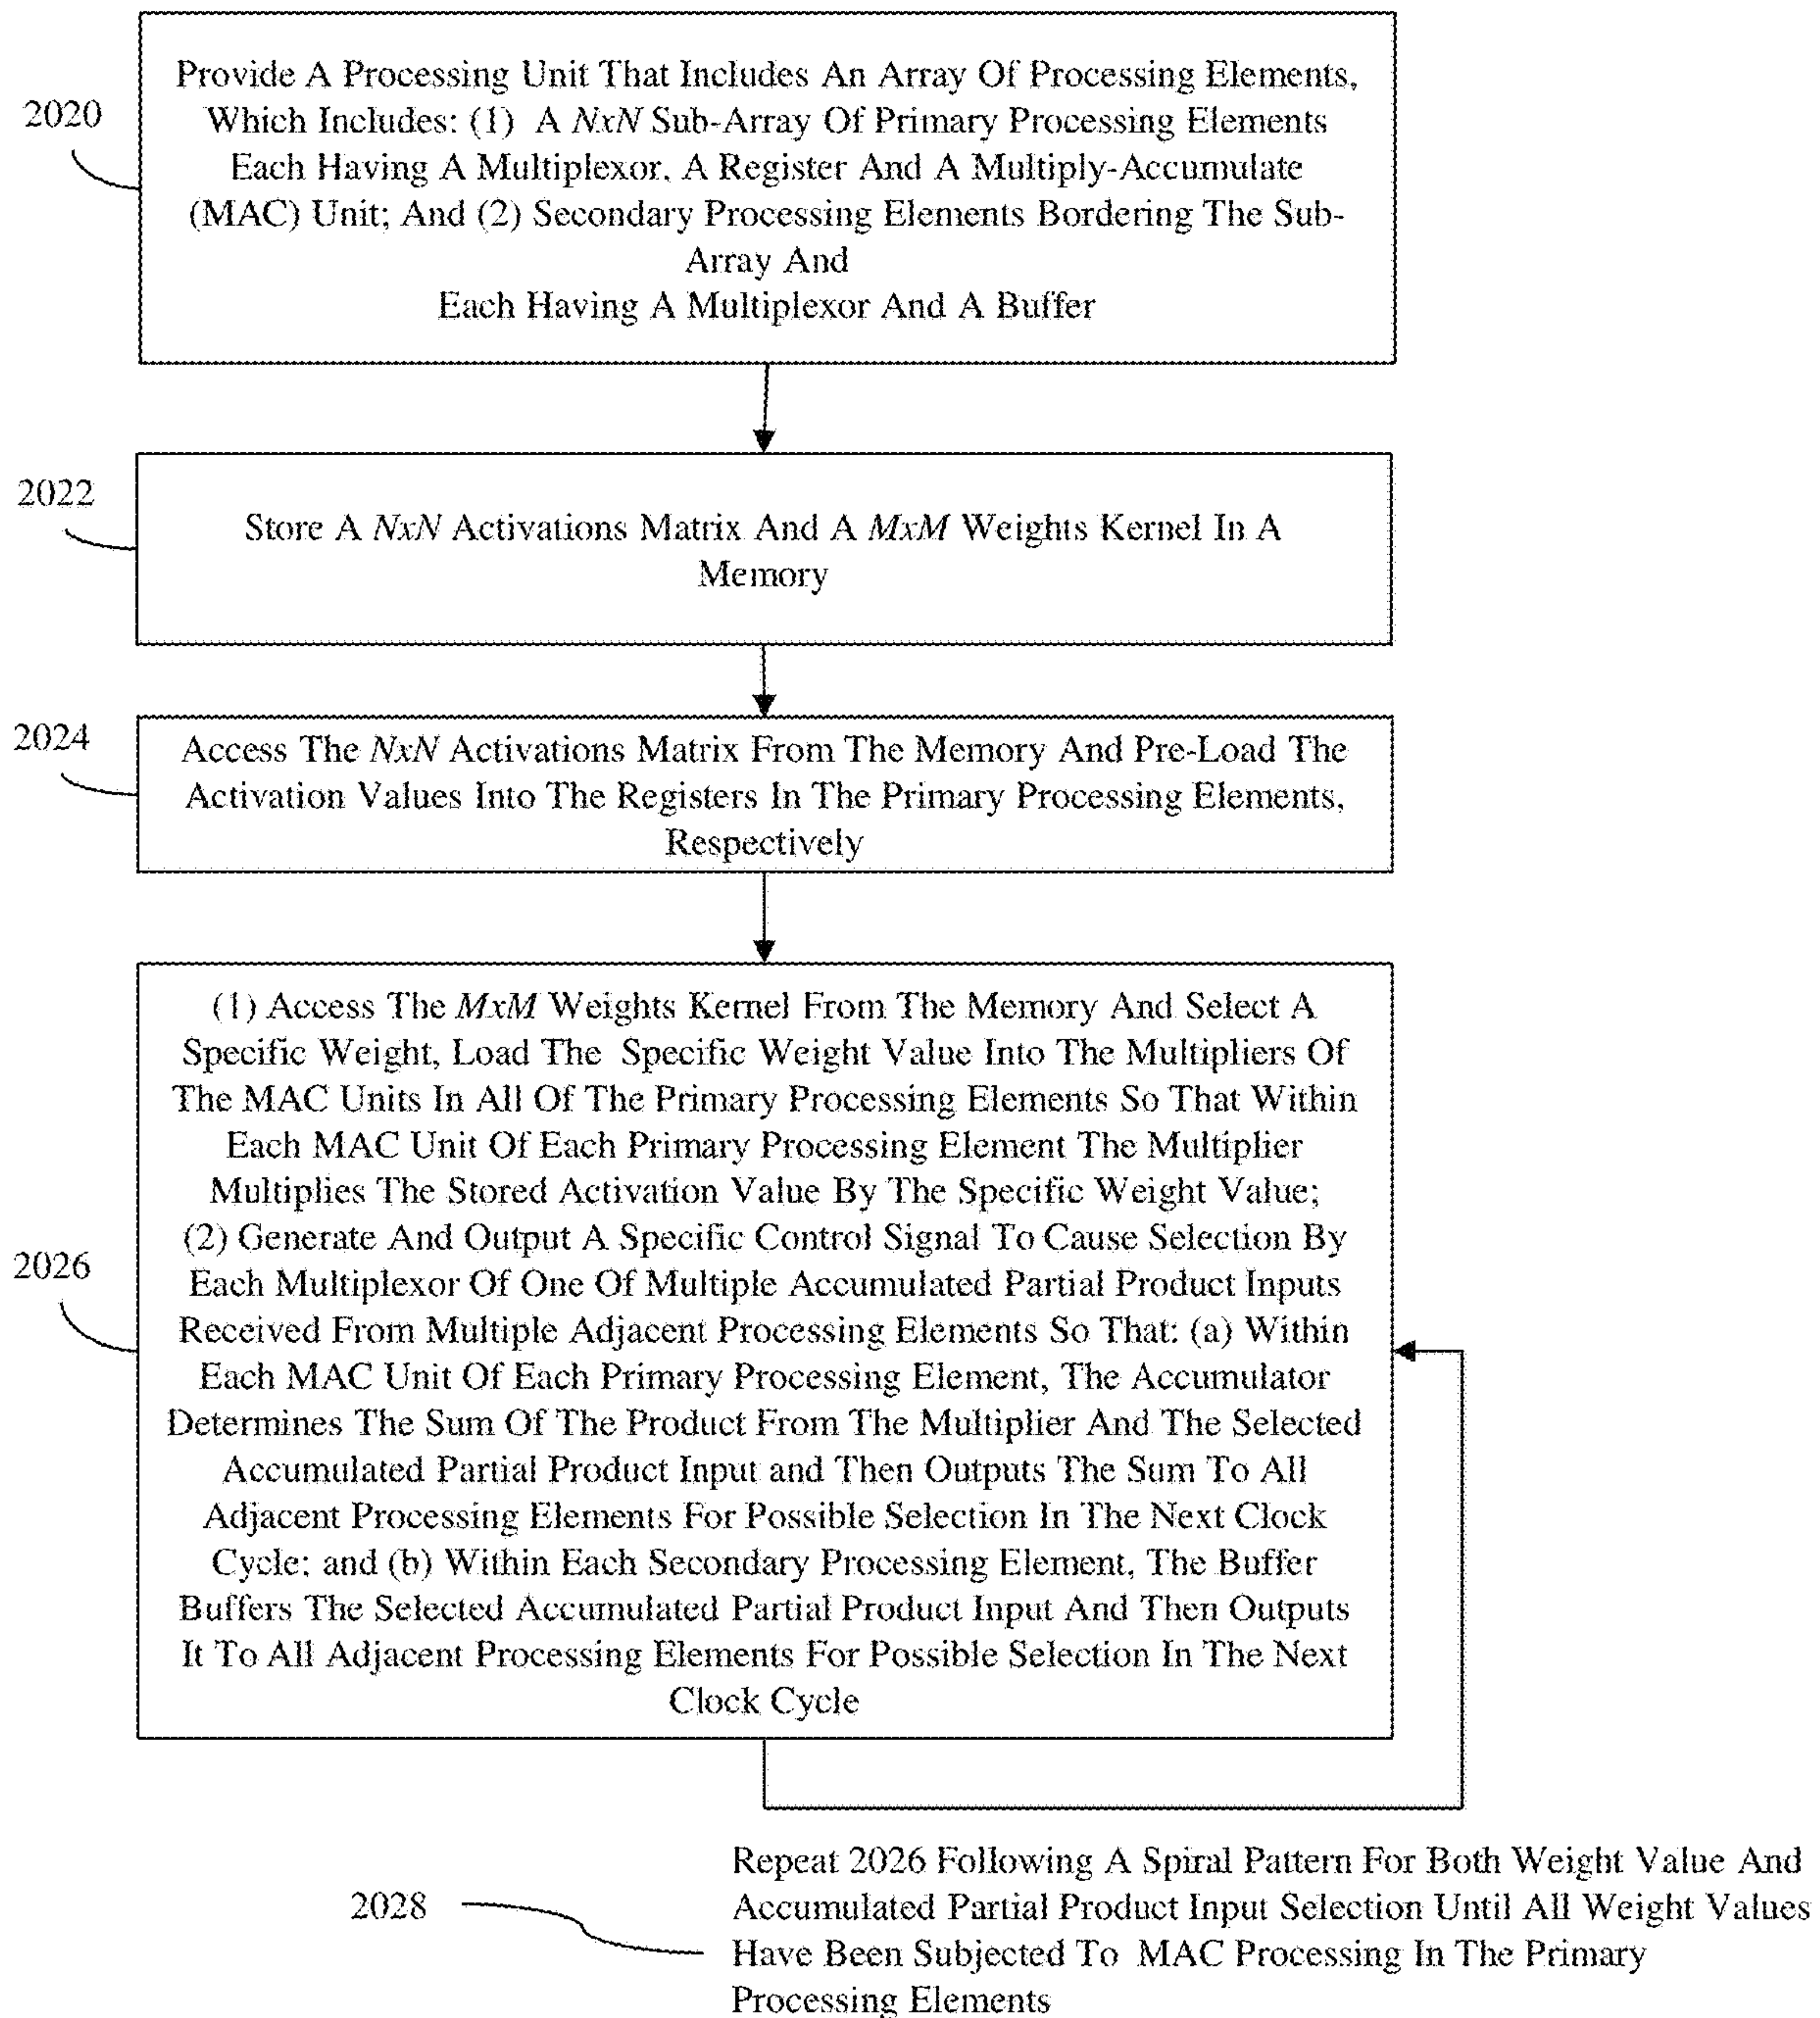 Provide A Processing Unit That Includes An Array Of Processing Elements,
2020
Which Includes: (1) A NxN Sub-Array Of Primary Processing Elements
Each Having A Multiplexor, A Register And A Multiply-Accumulate
(MAC) Unit; And (2) Secondary Processing Elements Bordering The Sub-
Array And
Each Having A Multiplexor And A Buffer
2022
Store A NxN Activations Matrix And A MxM Weights Kernel In A
Memory
2024
Access The NxN Activations Matrix From The Memory And Pre-Load The
Activation Values Into The Registers In The Primary Processing Elements,
Respectively
2026
(1) Access The MxM Weights Kernel From The Memory And Select A
Specific Weight, Load The Specific Weight Value Into The Multipliers Of
The MAC Units In All Of The Primary Processing Elements So That Within
Each MAC Unit Of Each Primary Processing Element The Multiplier
Multiplies The Stored Activation Value By The Specific Weight Value;
(2) Generate And Output A Specific Control Signal To Cause Selection By
Each Multiplexor Of One Of Multiple Accumulated Partial Product Inputs
Received From Multiple Adjacent Processing Elements So That: (a) Within
Each MAC Unit Of Each Primary Processing Element, The Accumulator
Determines The Sum Of The Product From The Multiplier And The Selected
Accumulated Partial Product Input and Then Outputs The Sum To All
Adjacent Processing Elements For Possible Selection In The Next Clock
Cycle; and (b) Within Each Secondary Processing Element, The Buffer
Buffers The Selected Accumulated Partial Product Input And Then Outputs
It To All Adjacent Processing Elements For Possible Selection In The Next
Clock Cycle
2028
Repeat 2026 Following A Spiral Pattern For Both Weight Value And
Accumulated Partial Product Input Selection Until All Weight Values
Have Been Subjected To MAC Processing In The Primary
Processing Elements